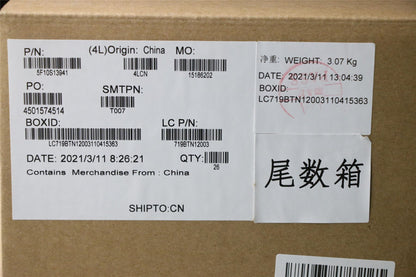 P/N: (4L)Origin: China MO:
5F10S13941 4LCN 15186202
PO: SMTPN:
4501574514 T007
BOXID: LC P/N:
LC719BTN12003110415363 719BTN12003
DATE: 2021/3/11 8:26:21 QTY:
26
Contains Merchandise From : China
SHIPTO:CN
净重: WEIGHT: 3.07 Kg
DATE: 2021/3/11 13:04:39
BOXID:
LC719BTN12003110415363
尾数箱